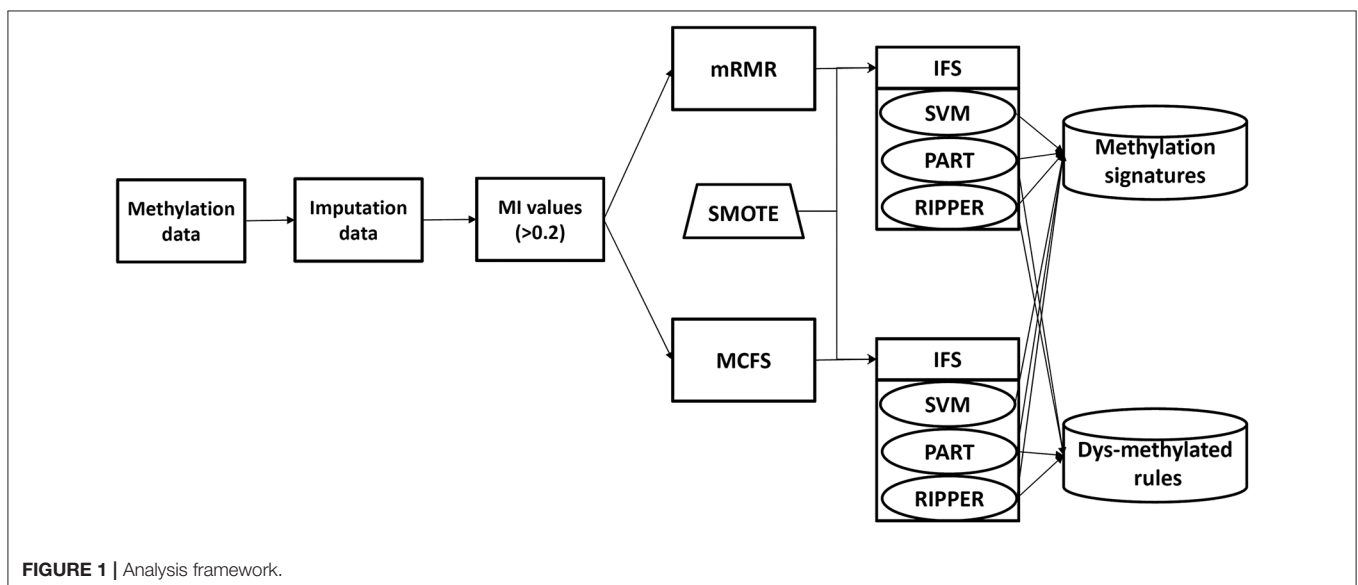 Methylation
data
Imputation
data
MI values
(>0.2)
mRMR
SMOTE
MCFS
IFS
SVM
PART
RIPPER
IFS
SVM
PART
RIPPER
Methylation
signatures
Dys-methylated
rules
FIGURE 1 | Analysis framework.